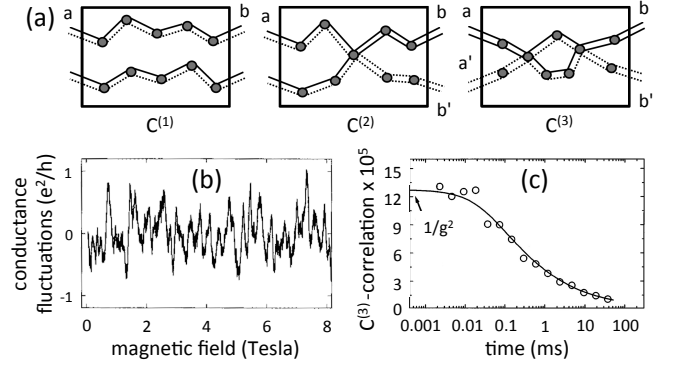 (a)
a b a b a b
a' b' b'
C(1) C(2) C(3)
(b)
conductance
fluctuations (e²/h)
1
0
-1
0 2 4 6 8
magnetic field (Tesla)
(c)
C(3)-correlation x 10⁵
15
12
9
6
3
0
1/g²
0.001 0.01 0.1 1 10 100
time (ms)